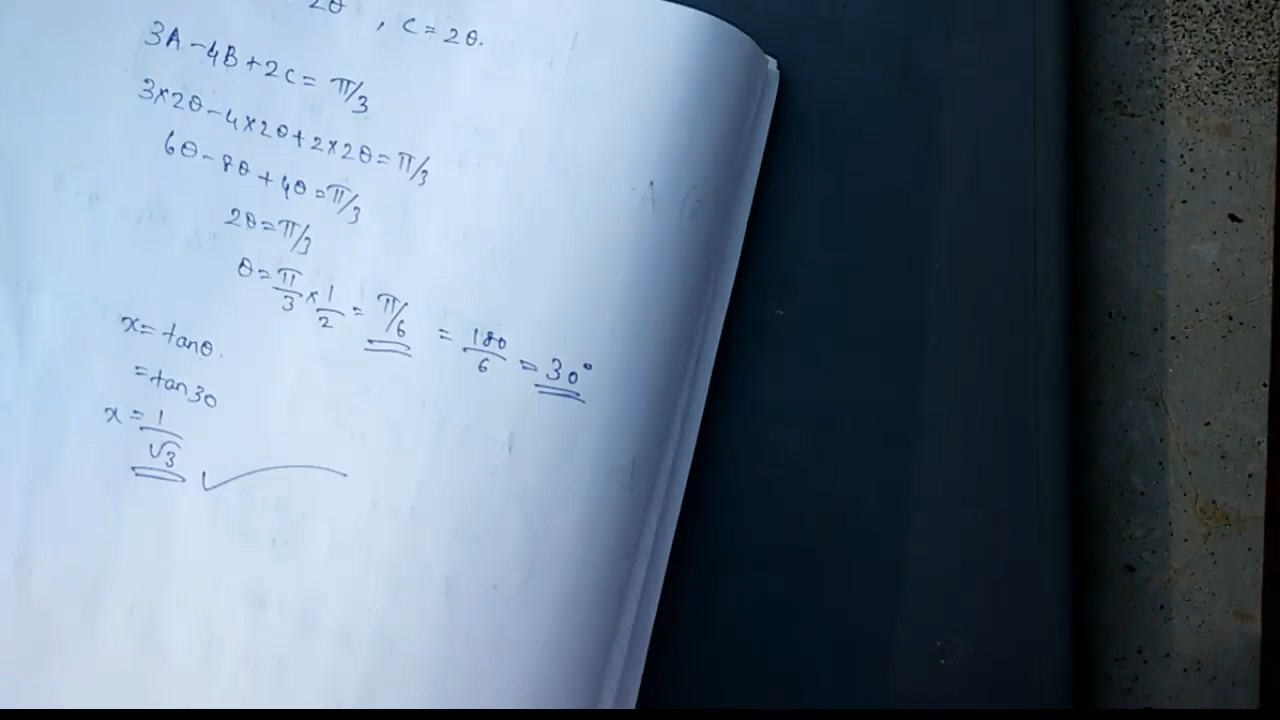 2θ , C = 2θ.
3A - 4B + 2C = π/3
3×2θ - 4×2θ + 2×2θ = π/3
6θ - 8θ + 4θ = π/3
2θ = π/3
θ = π/3 × 1/2 = π/6 = 180/6 = 30°
x = tanθ.
= tan30
x = 1/√3 ✓